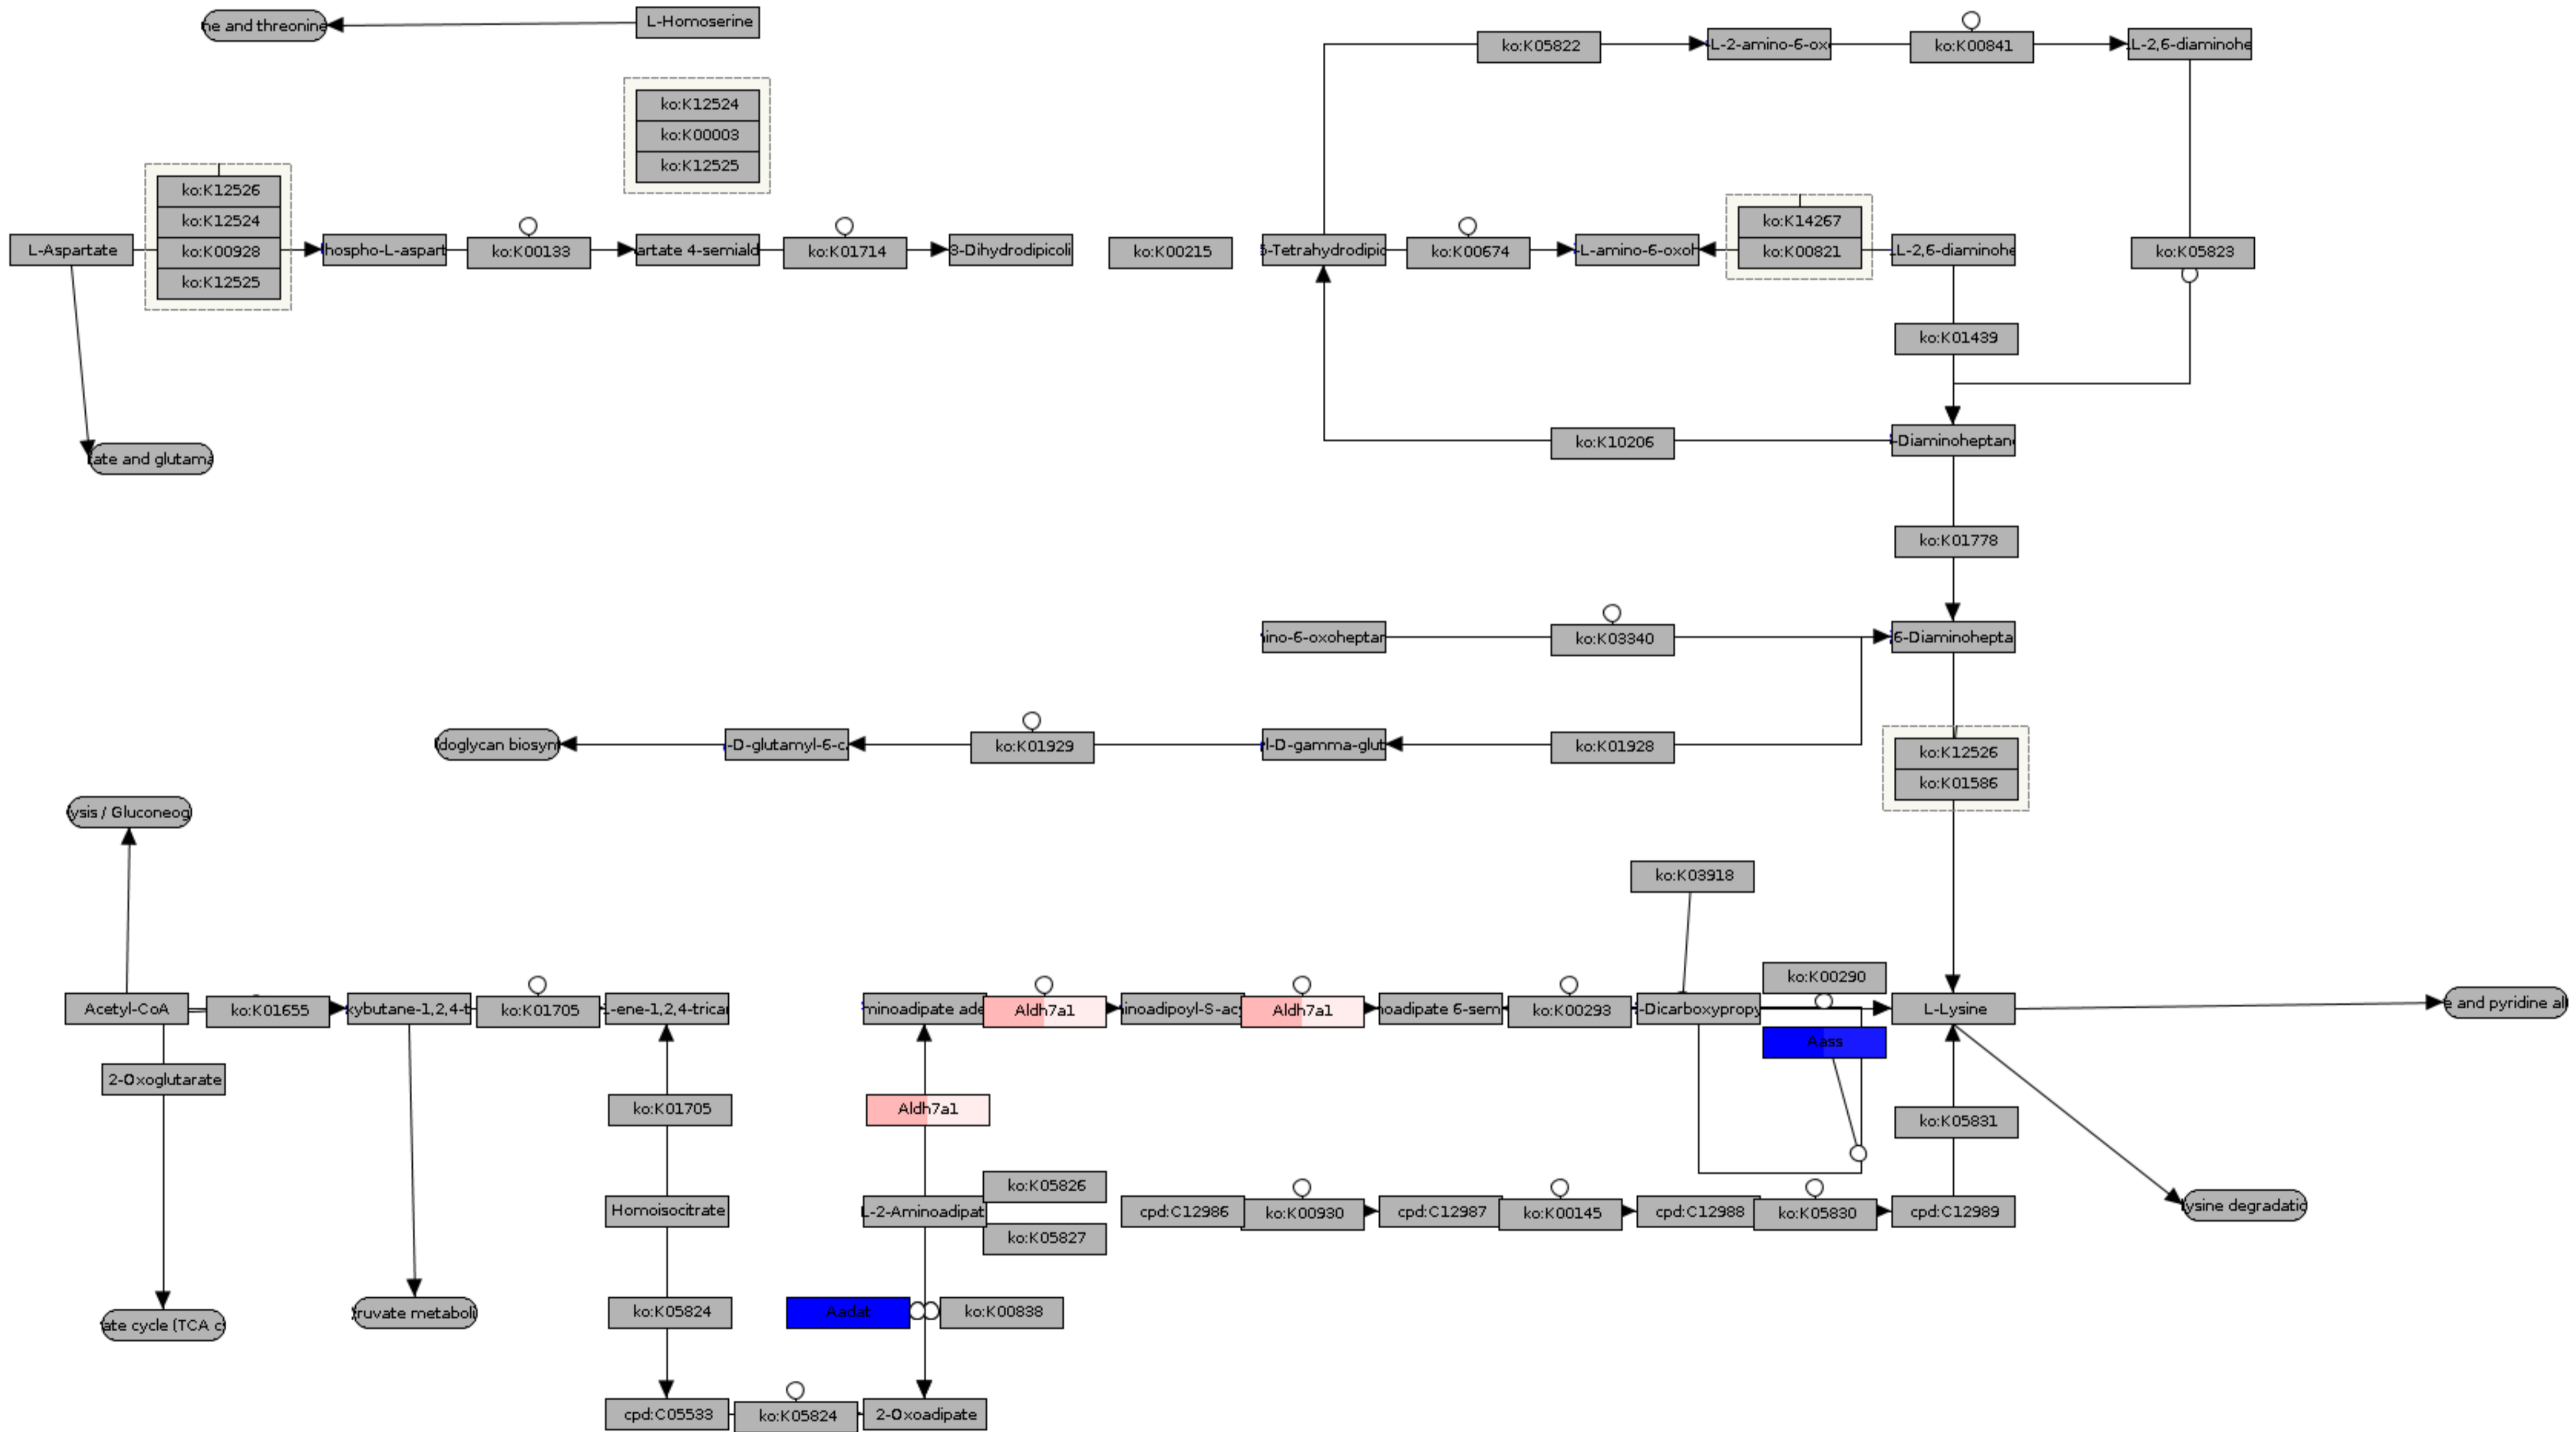 ne and threonine
L-Homoserine
ko:K05822
-L-2-amino-6-ox
ko:K00841
L-2,6-diaminohe
ko:K12524
ko:K00003
ko:K12525
ko:K12526
ko:K12524
ko:K00928
ko:K12525
L-Aspartate
hospho-L-aspart
ko:K00133
artate 4-semiald
ko:K01714
3-Dihydrodipicoli
ko:K00215
5-Tetrahydrodipic
ko:K00674
-L-amino-6-oxoh
ko:K14267
ko:K00821
L-2,6-diaminohe
ko:K05823
ko:K01439
ate and glutama
ko:K10206
-Diaminoheptan
ko:K01778
ino-6-oxoheptan
ko:K03340
6-Diaminohepta
doglycan biosyn
-D-glutamyl-6-c
ko:K01929
l-D-gamma-glut
ko:K01928
ko:K12526
ko:K01586
ysis / Gluconeog
ko:K03918
ko:K00290
Acetyl-CoA
ko:K01655
xybutane-1,2,4-t
ko:K01705
-ene-1,2,4-trica
minoadipate ade
Aldh7a1
inoadipoyl-S-acy
Aldh7a1
noadipate 6-sem
ko:K00293
-Dicarboxypropy
L-Lysine
e and pyridine al
Aass
2-Oxoglutarate
ko:K01705
Aldh7a1
ko:K05831
ko:K05826
Homoisocitrate
L-2-Aminoadipat
cpd:C12986
ko:K00930
cpd:C12987
ko:K00145
cpd:C12988
ko:K05830
cpd:C12989
lysine degradatio
ko:K05827
ate cycle (TCA c
ruvate metaboli
ko:K05824
Aadat
ko:K00838
cpd:C05533
ko:K05824
2-Oxoadipate